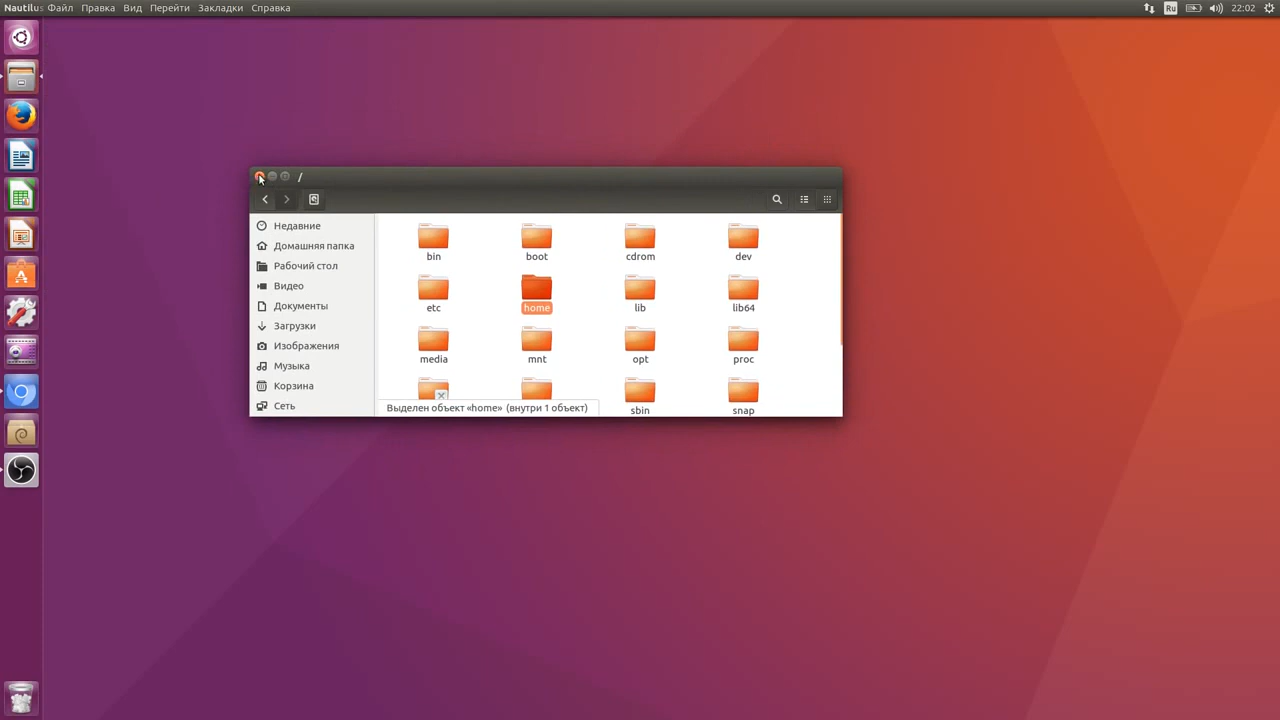 Nautilus Файл Правка Вид Перейти Закладки Справка Ru 22:02
/
Недавние
Домашняя папка
Рабочий стол
Видео
Документы
Загрузки
Изображения
Музыка
Корзина
Сеть
bin boot cdrom dev
etc home lib lib64
media mnt opt proc
sbin snap
Выделен объект «home» (внутри 1 объект)